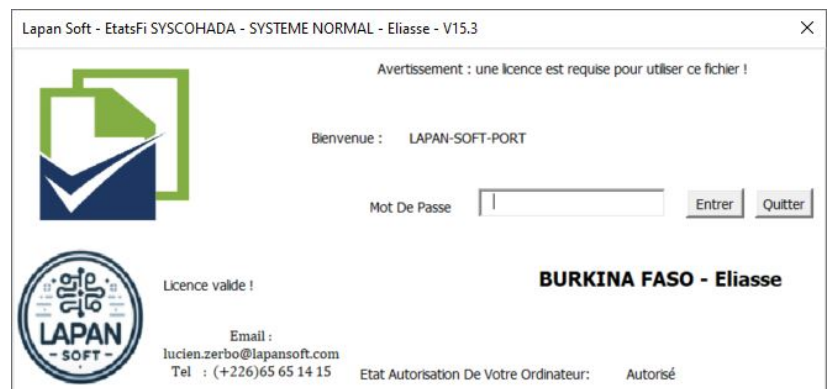 Lapan Soft - EtatsFi SYSCOHADA - SYSTEME NORMAL - Eliasse - V15.3
Avertissement : une licence est requise pour utiliser ce fichier !
Bienvenue : LAPAN-SOFT-PORT
Mot De Passe Entrer Quitter
BURKINA FASO - Eliasse
Licence valide !
LAPAN
- SOFT -
Email :
lucien.zerbo@lapansoft.com
Tel : (+226)65 65 14 15
Etat Autorisation De Votre Ordinateur: Autorisé